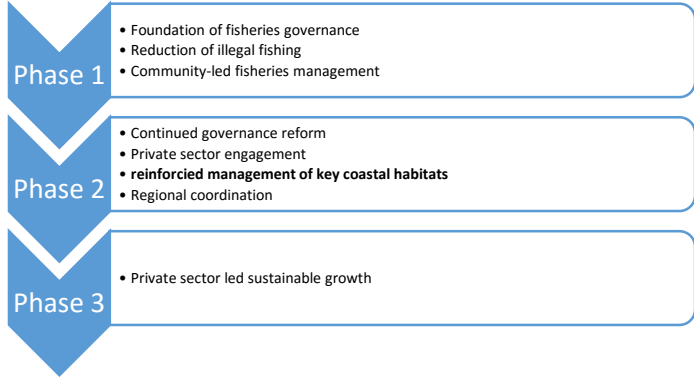 Phase 1
• Foundation of fisheries governance
• Reduction of illegal fishing
• Community-led fisheries management
Phase 2
• Continued governance reform
• Private sector engagement
• reinforcied management of key coastal habitats
• Regional coordination
Phase 3
• Private sector led sustainable growth